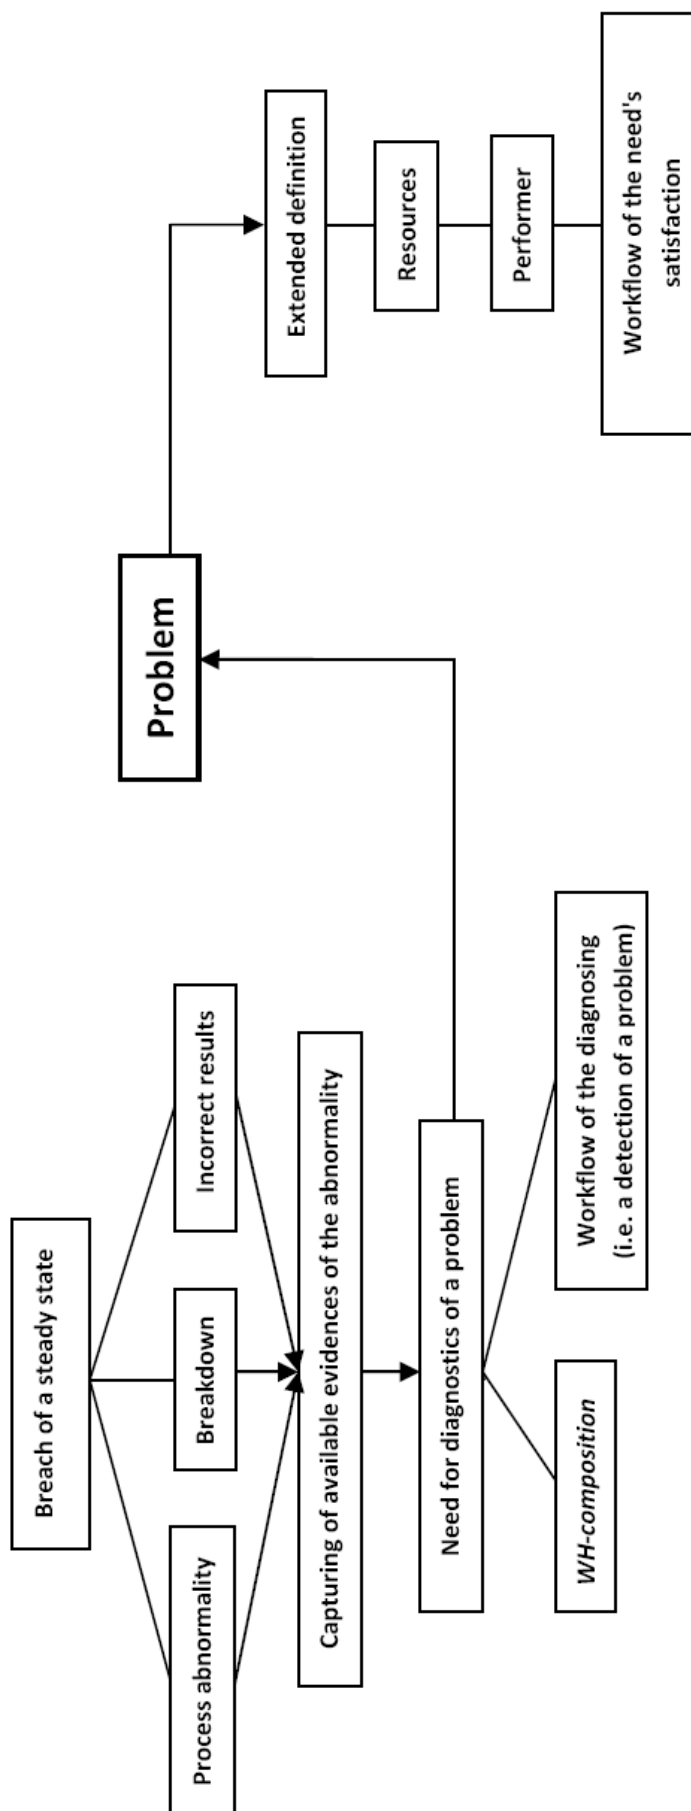 Breach of a steady state
Process abnormality
Breakdown
Incorrect results
Capturing of available evidences of the abnormality
Need for diagnostics of a problem
WH-composition
Workflow of the diagnosing
(i.e. a detection of a problem)
Problem
Extended definition
Resources
Performer
Workflow of the need's
satisfaction